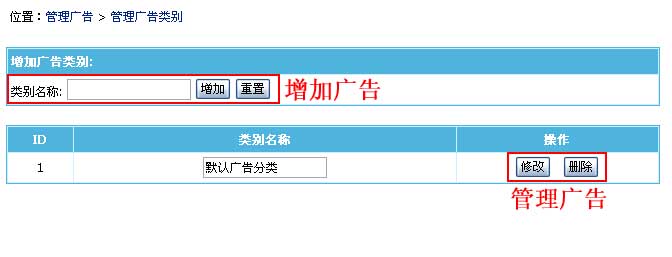 位置：管理广告 > 管理广告类别
增加广告类别:
类别名称: 增加 重置 增加广告
ID 类别名称 操作
1 默认广告分类 修改 删除
管理广告